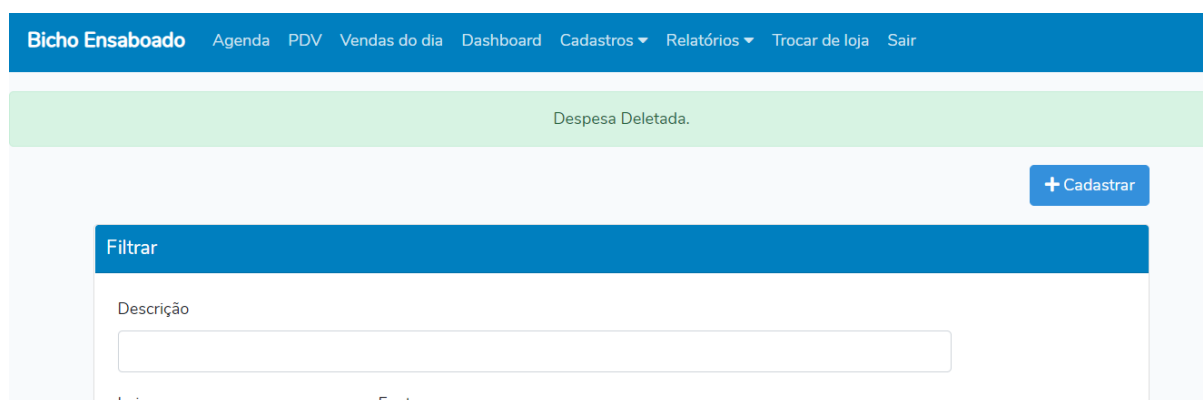 Bicho Ensaboado Agenda PDV Vendas do dia Dashboard Cadastros Relatórios Trocar de loja Sair
Despesa Deletada.
+ Cadastrar
Filtrar
Descrição